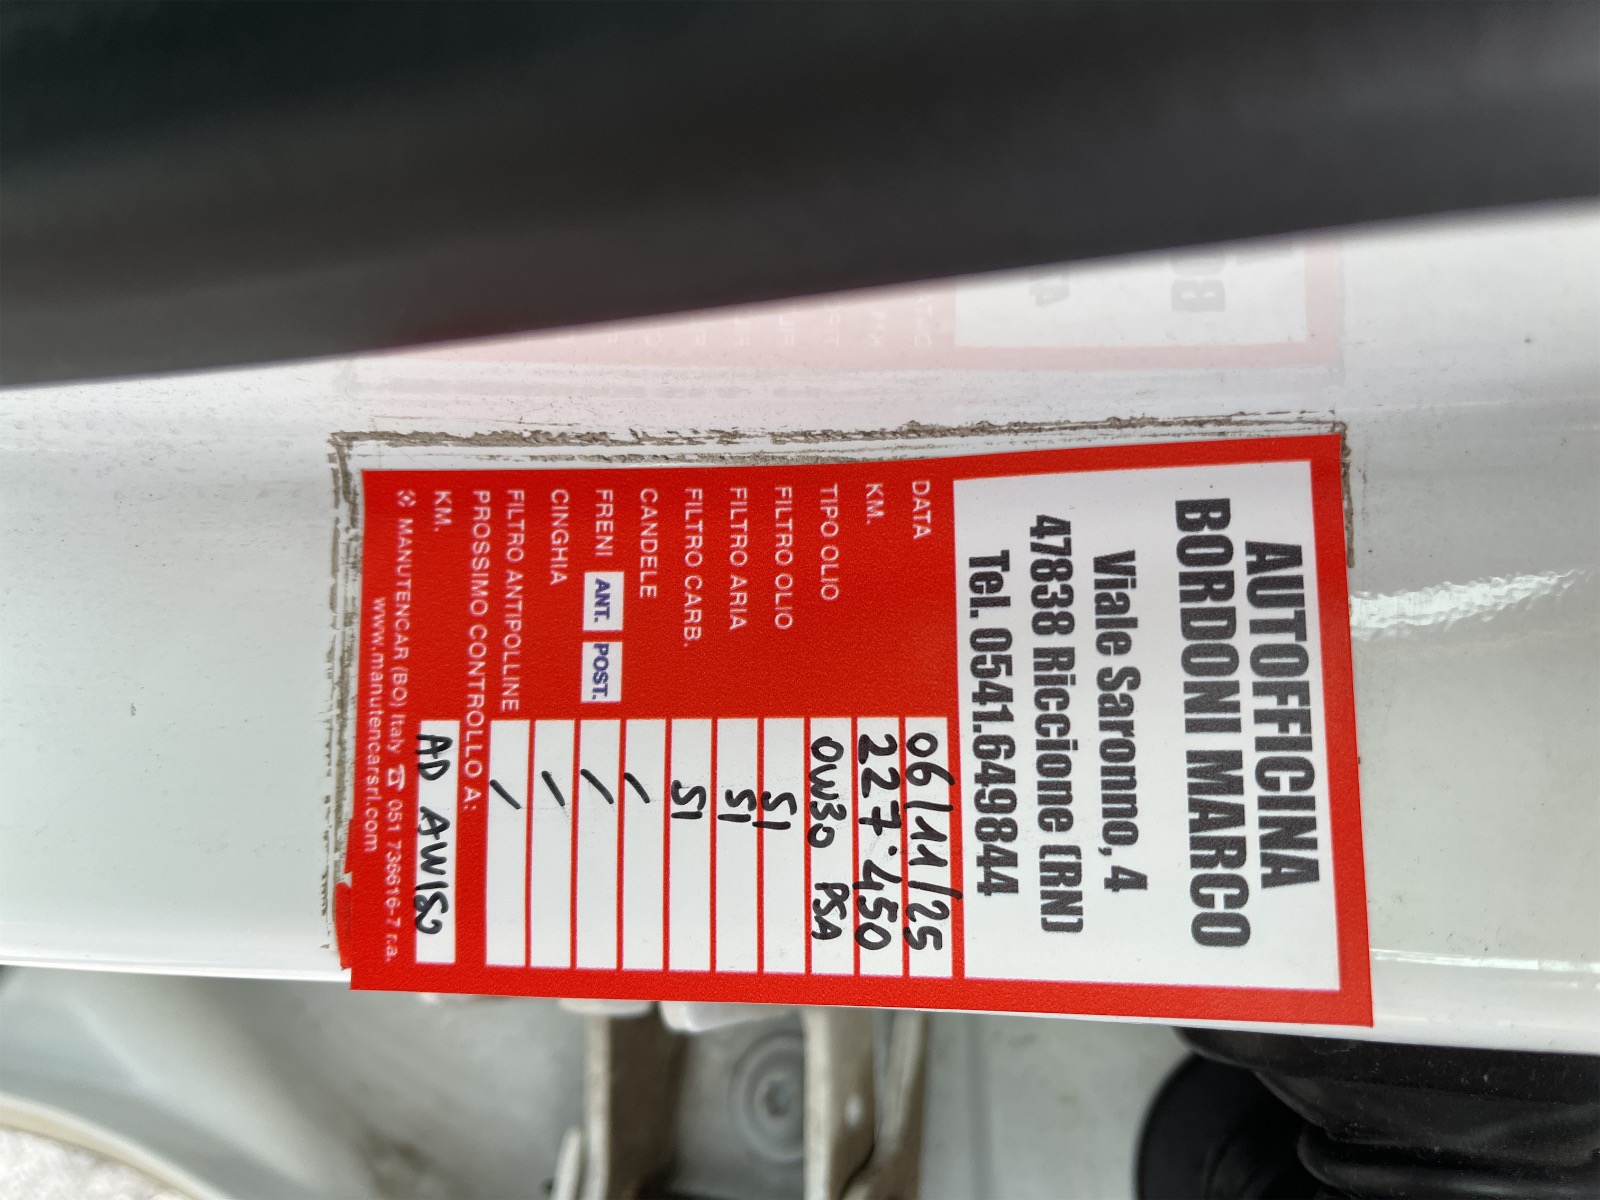 AUTOFFICINA
BORDONI MARCO
Viale Saronno, 4
47838 Riccione (RN)
Tel. 0541.649844
DATA 06/11/25
KM. 227.450
TIPO OLIO 0W30 PSA
FILTRO OLIO SI
FILTRO ARIA SI
FILTRO CARB. SI
CANDELE /
FRENI ANT. POST. /
CINGHIA /
FILTRO ANTIPOLLINE /
PROSSIMO CONTROLLO A:
KM. AD AVVISO
MANUTENCAR (BO) Italy ☎ 051 736616-7 r.a.
www.manutencarsrl.com